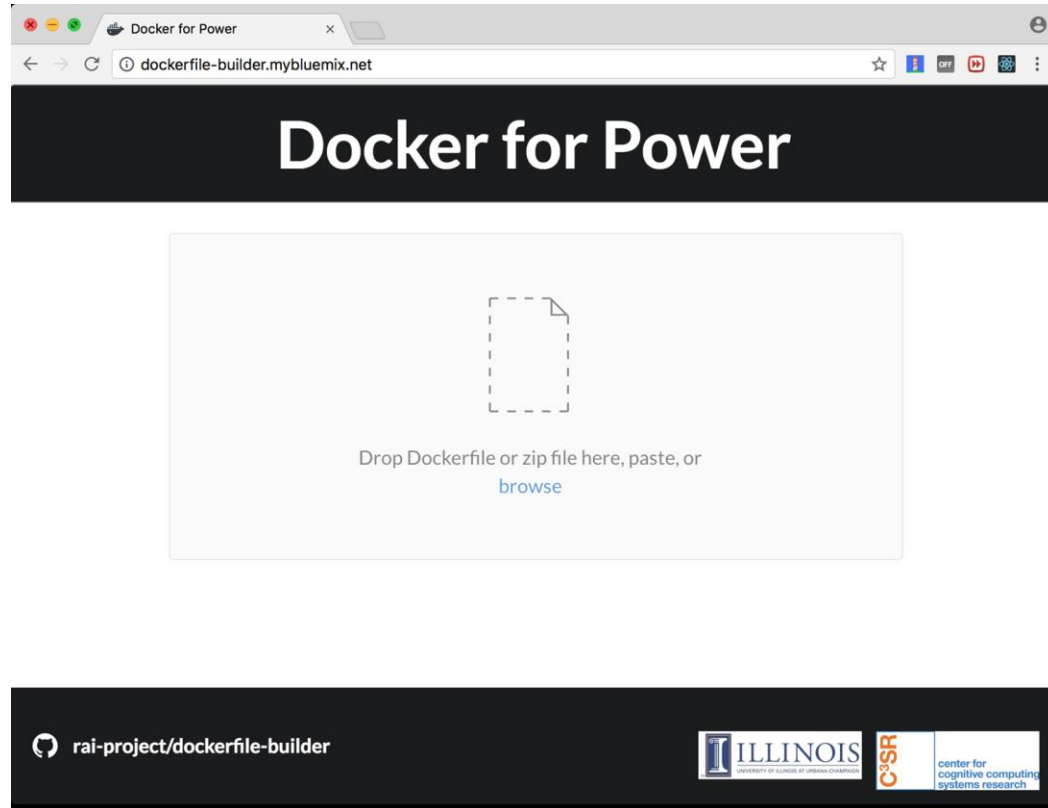 Docker for Power
dockerfile-builder.mybluemix.net
OFF
Docker for Power
Drop Dockerfile or zip file here, paste, or
browse
rai-project/dockerfile-builder
ILLINOIS
UNIVERSITY OF ILLINOIS AT URBANA-CHAMPAIGN
C³SR
center for
cognitive computing
systems research